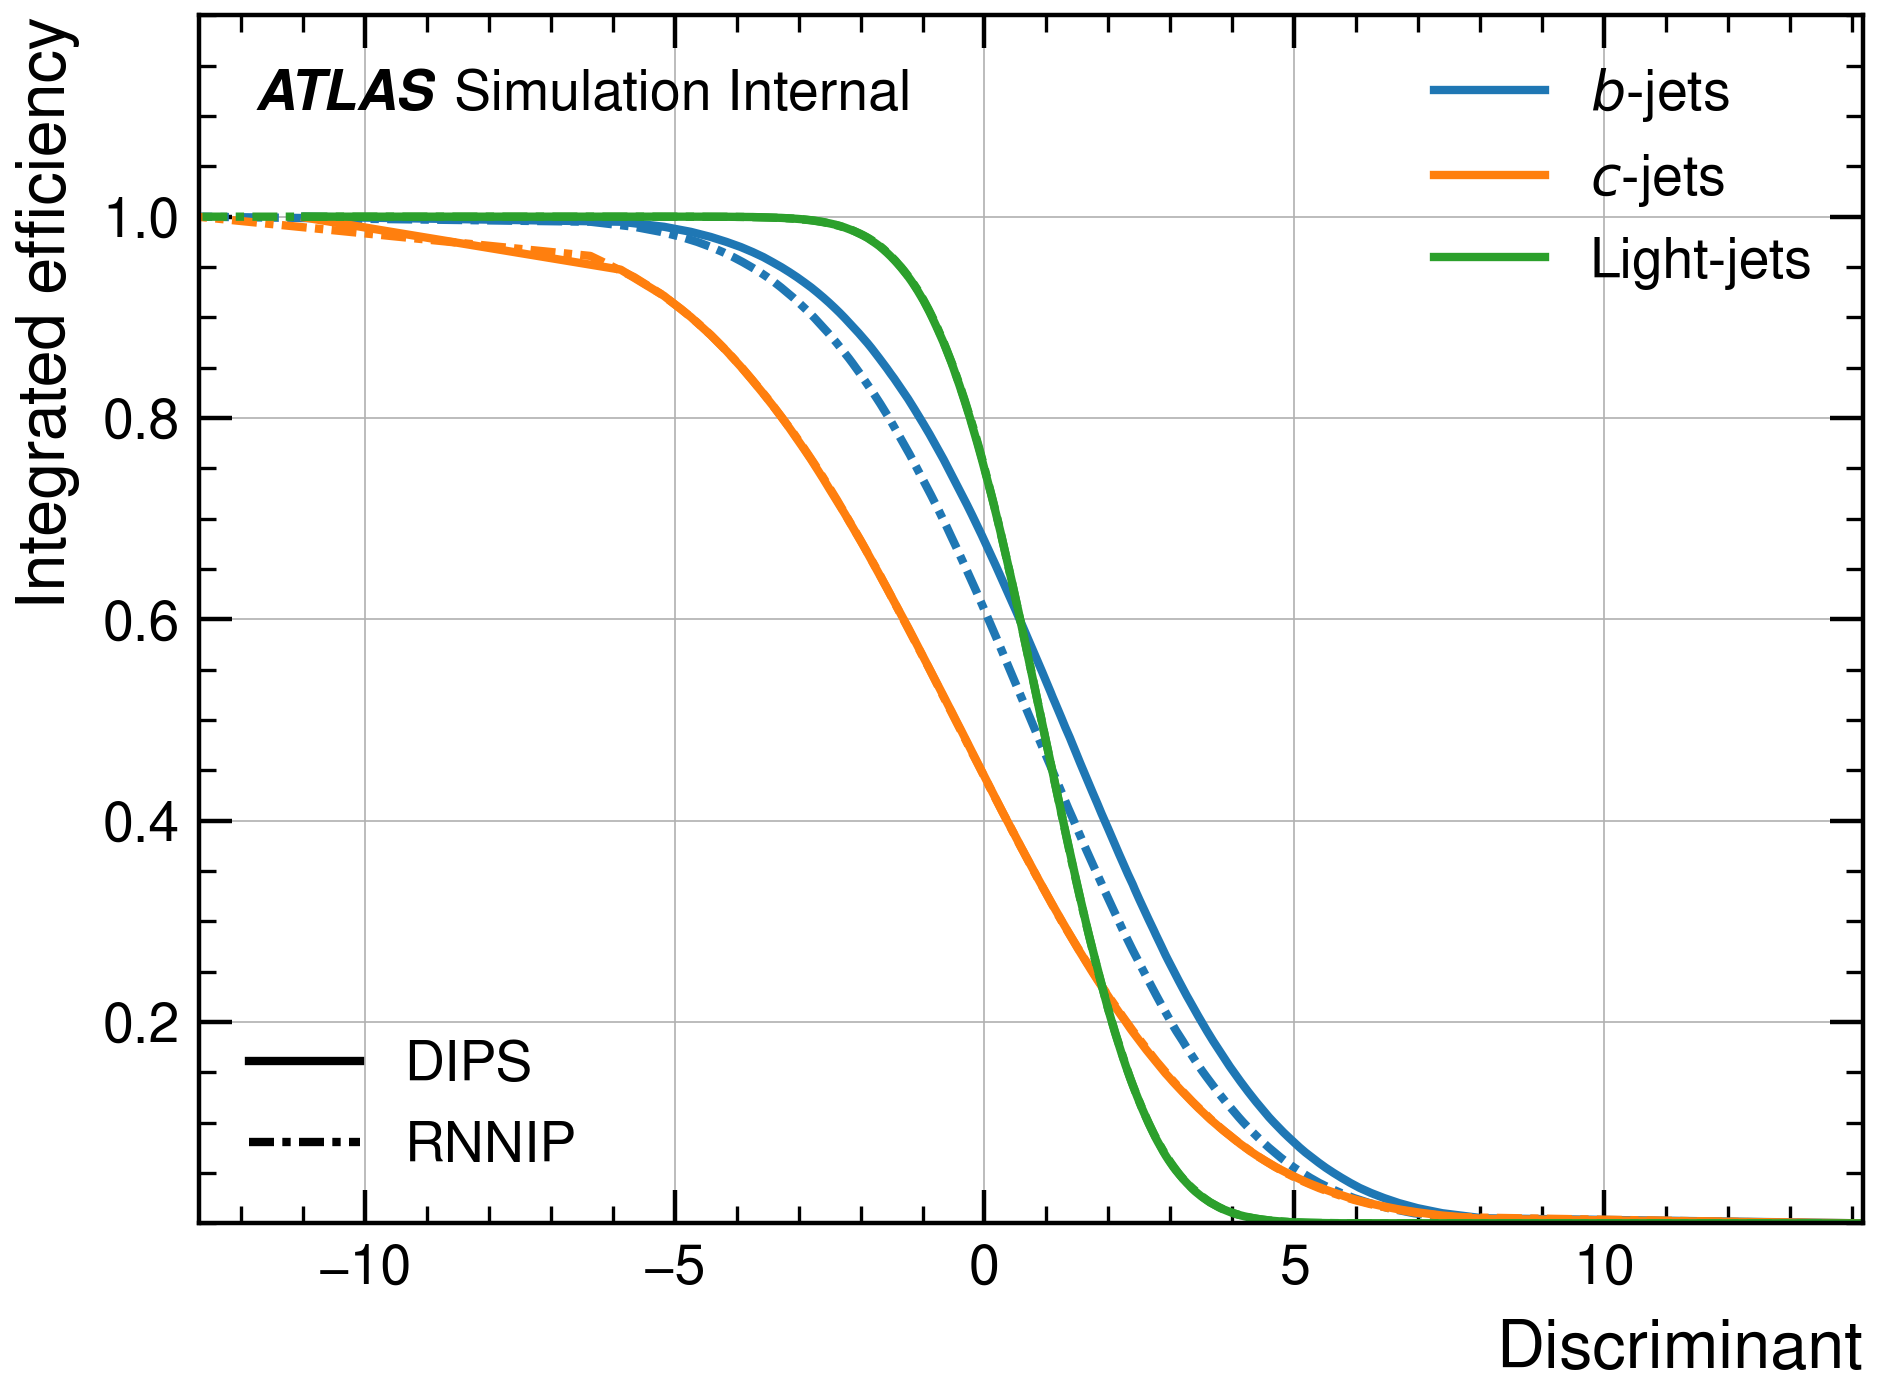 Integrated efficiency
ATLAS Simulation Internal
b-jets
c-jets
Light-jets
1.0
0.8
0.6
0.4
0.2
DIPS
RNNIP
−10 −5 0 5 10
Discriminant